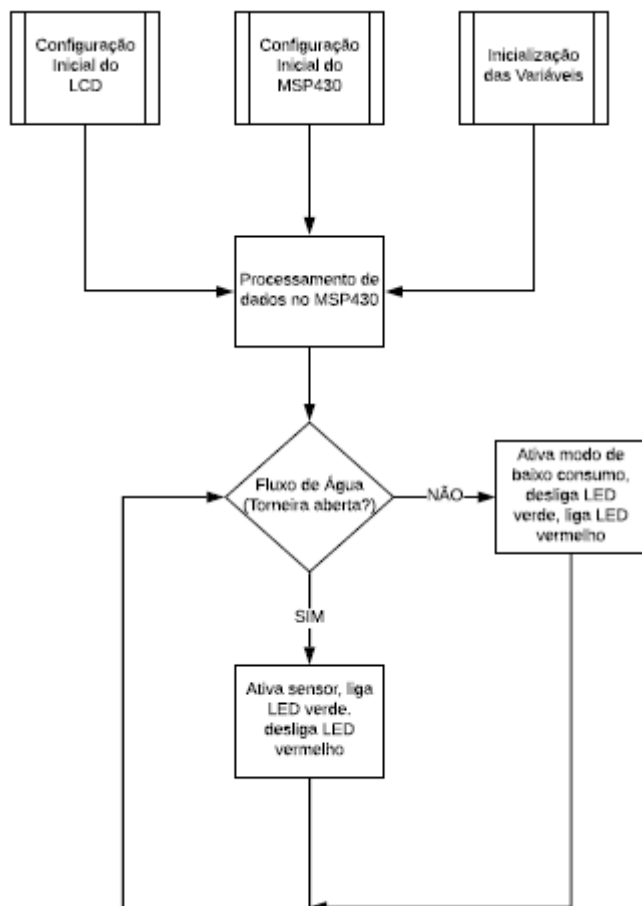 Configuração
Inicial do
LCD
Configuração
Inicial do
MSP430
Inicialização
das Variáveis
Processamento de
dados no MSP430
Fluxo de Água
(Torneira aberta?)
NÃO
Ativa modo de
baixo consumo,
desliga LED
verde, liga LED
vermelho
SIM
Ativa sensor, liga
LED verde.
desliga LED
vermelho